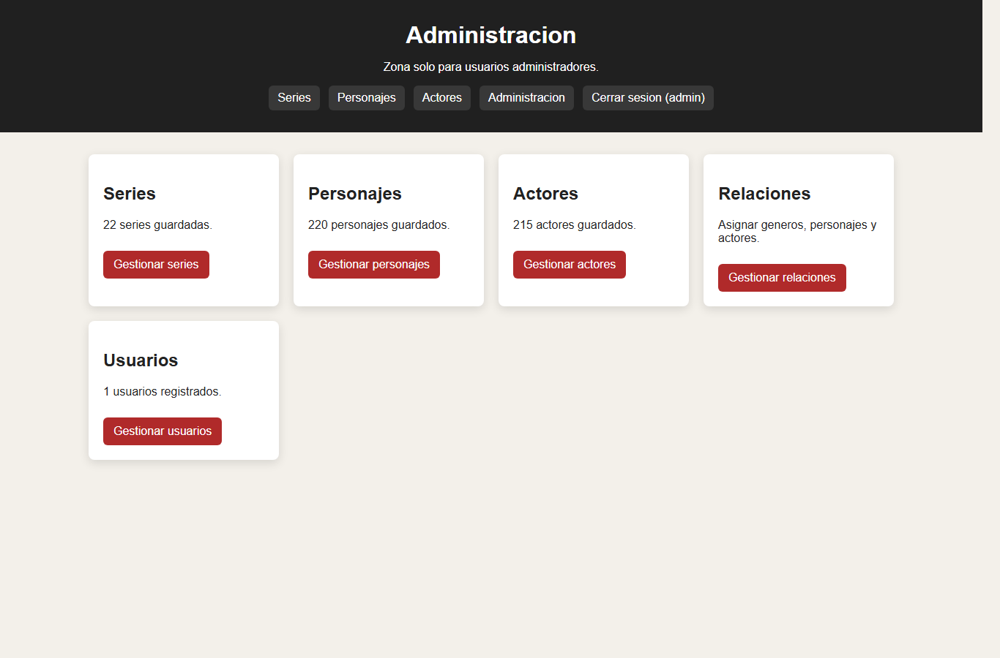 Administracion
Zona solo para usuarios administradores.
Series
Personajes
Actores
Administracion
Cerrar sesion (admin)
Series
22 series guardadas.
Gestionar series
Personajes
220 personajes guardados.
Gestionar personajes
Actores
215 actores guardados.
Gestionar actores
Relaciones
Asignar generos, personajes y
actores.
Gestionar relaciones
Usuarios
1 usuarios registrados.
Gestionar usuarios